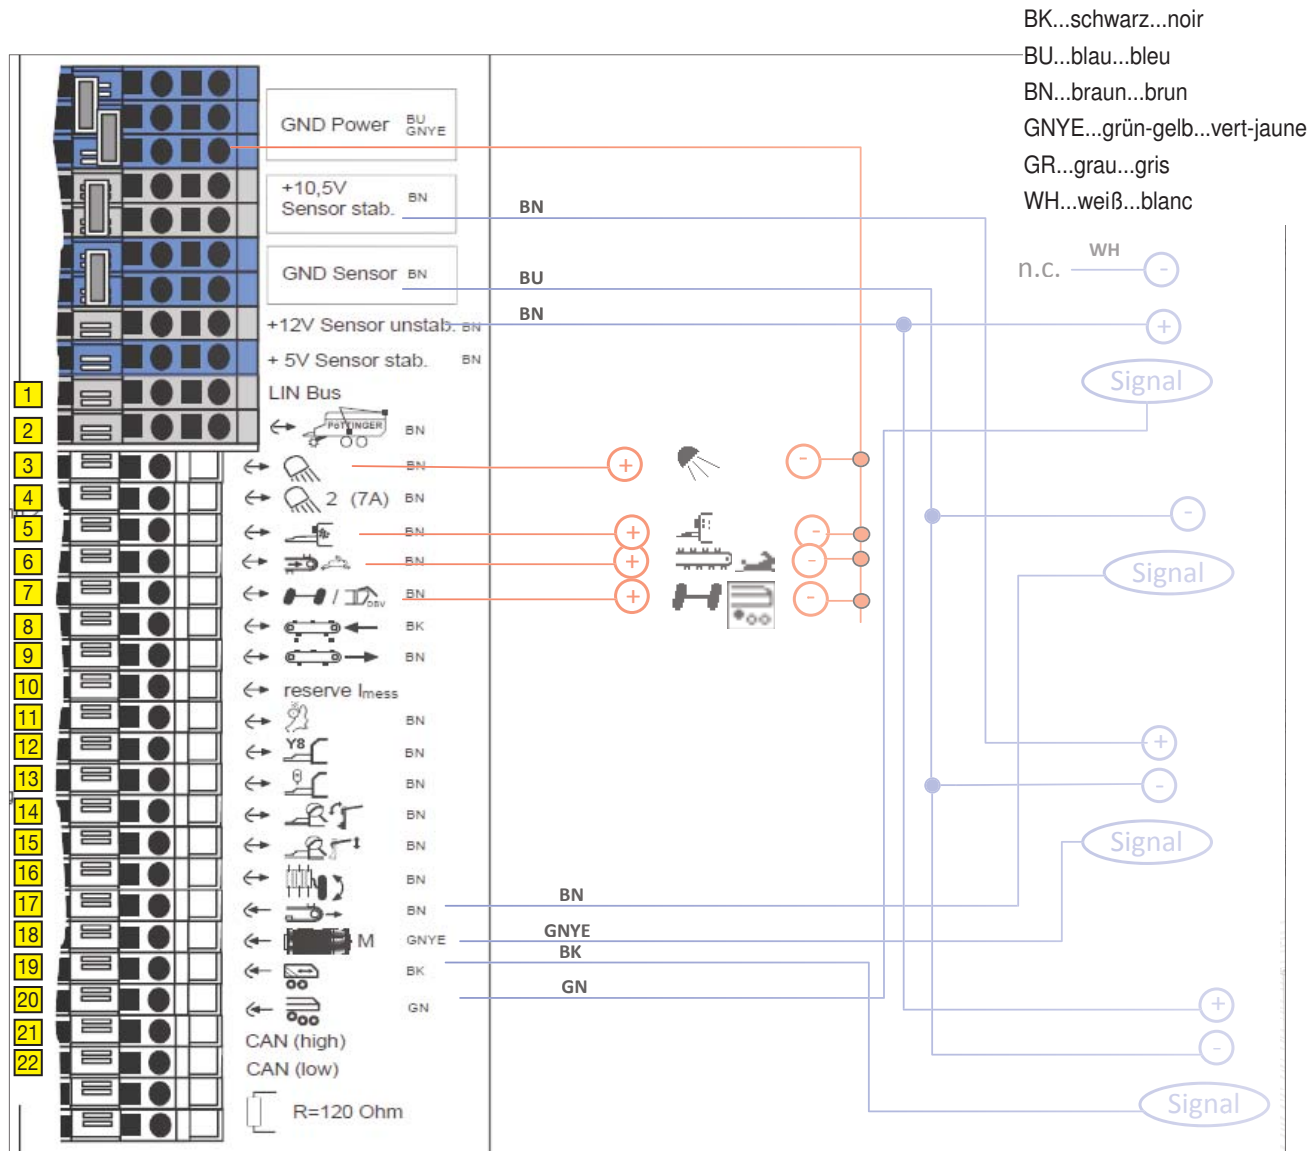 BK...schwarz...noir
BU...blau...bleu
BN...braun...brun
GNYE...grün-gelb...vert-jaune
GR...grau...gris
WH...weiß...blanc
GND Power BU
GNYE
+10,5V
Sensor stab. BN
BN
GND Sensor BN
BU
+12V Sensor unstab. BN
BN
+ 5V Sensor stab. BN
n.c. WH -
+
Signal
1 LIN Bus
2 PÖTTINGER BN
3 BN + -
4 2 (7A) BN
5 BN + -
6 BN + -
7 / DBV BN + -
8 BK
9 BN
10 reserve Imess
11 BN
12 Y8 BN
13 BN
14 BN
15 BN
16 BN
17 BN BN
18 M GNYE GNYE
19 BK BK
20 GN GN
21 CAN (high)
22 CAN (low)
R=120 Ohm
-
Signal
+
-
Signal
+
-
Signal